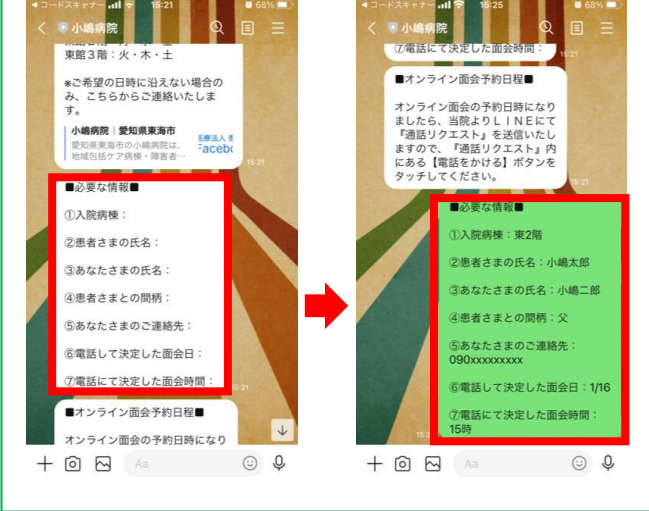 ◀コードスキャナー 15:21 68%
小嶋病院
東館3階：火・木・土
※ご希望の日時に沿えない場合の
み、こちらからご連絡いたしま
す。
小嶋病院｜愛知県東海市
愛知県東海市の小嶋病院は、
地域包括ケア病棟・障害者…
Facebo
15:21
■必要な情報■
①入院病棟：
②患者さまの氏名：
③あなたさまの氏名：
④患者さまとの間柄：
⑤あなたさまのご連絡先：
⑥電話して決定した面会日：
⑦電話にて決定した面会時間：
15:21
■オンライン面会予約日程■
オンライン面会の予約日時になり
Aa
◀コードスキャナー 15:25 68%
小嶋病院
⑦電話にて決定した面会時間：
15:21
■オンライン面会予約日程■
オンライン面会の予約日時になり
ましたら、当院よりＬＩＮＥにて
『通話リクエスト』を送信いたし
ますので、『通話リクエスト』内
にある【電話をかける】ボタンを
タッチしてください。
15:21
■必要な情報■
①入院病棟：東2階
②患者さまの氏名：小嶋太郎
③あなたさまの氏名：小嶋二郎
④患者さまとの間柄：父
⑤あなたさまのご連絡先：
090xxxxxxxxx
⑥電話して決定した面会日：1/16
⑦電話にて決定した面会時間：
15時
Aa